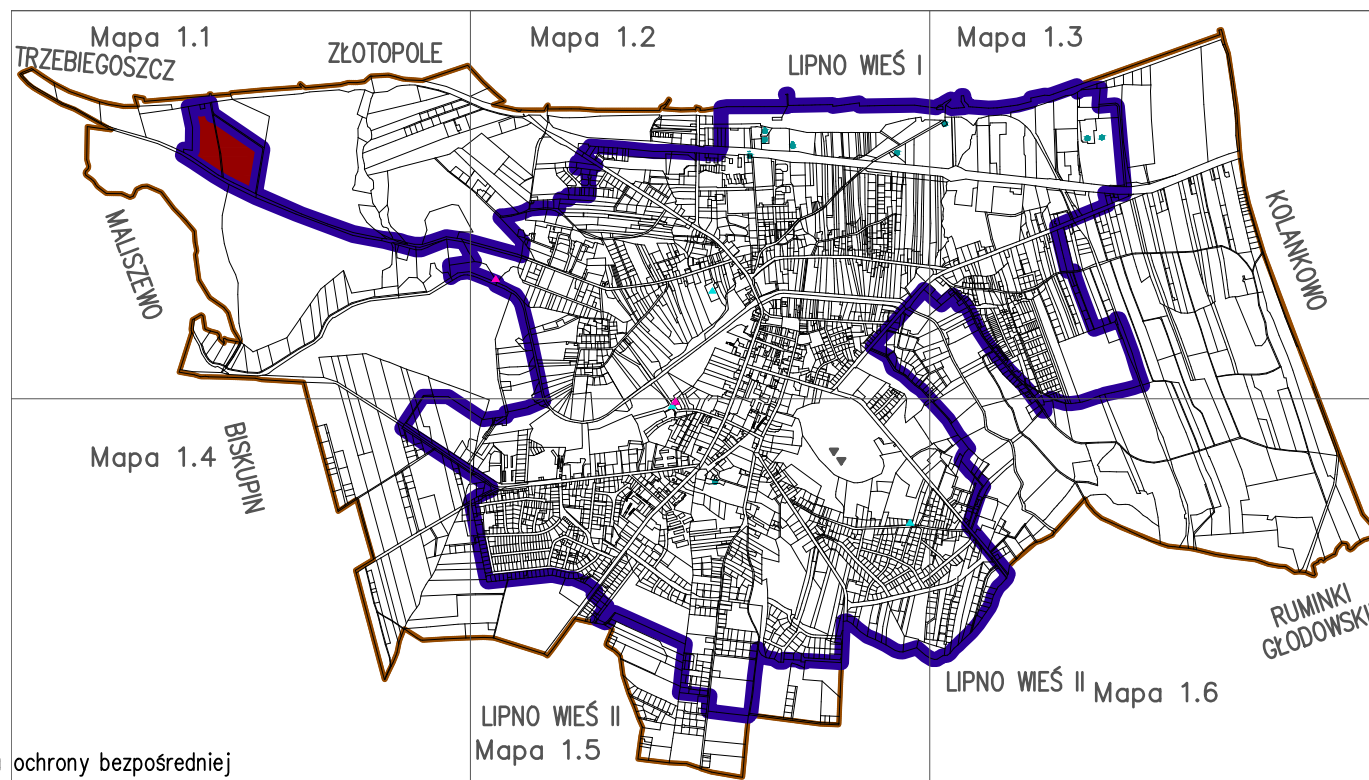 Mapa 1.1
Mapa 1.2
Mapa 1.3
TRZEBIEGOSZCZ
ZŁOTOPOLE
LIPNO WIEŚ I
MALISZEWO
KOLANKOWO
Mapa 1.4
BISKUPIN
RUMINKI
GŁODOWSKI
LIPNO WIEŚ II
Mapa 1.6
LIPNO WIEŚ II
Mapa 1.5
ochrony bezpośredniej